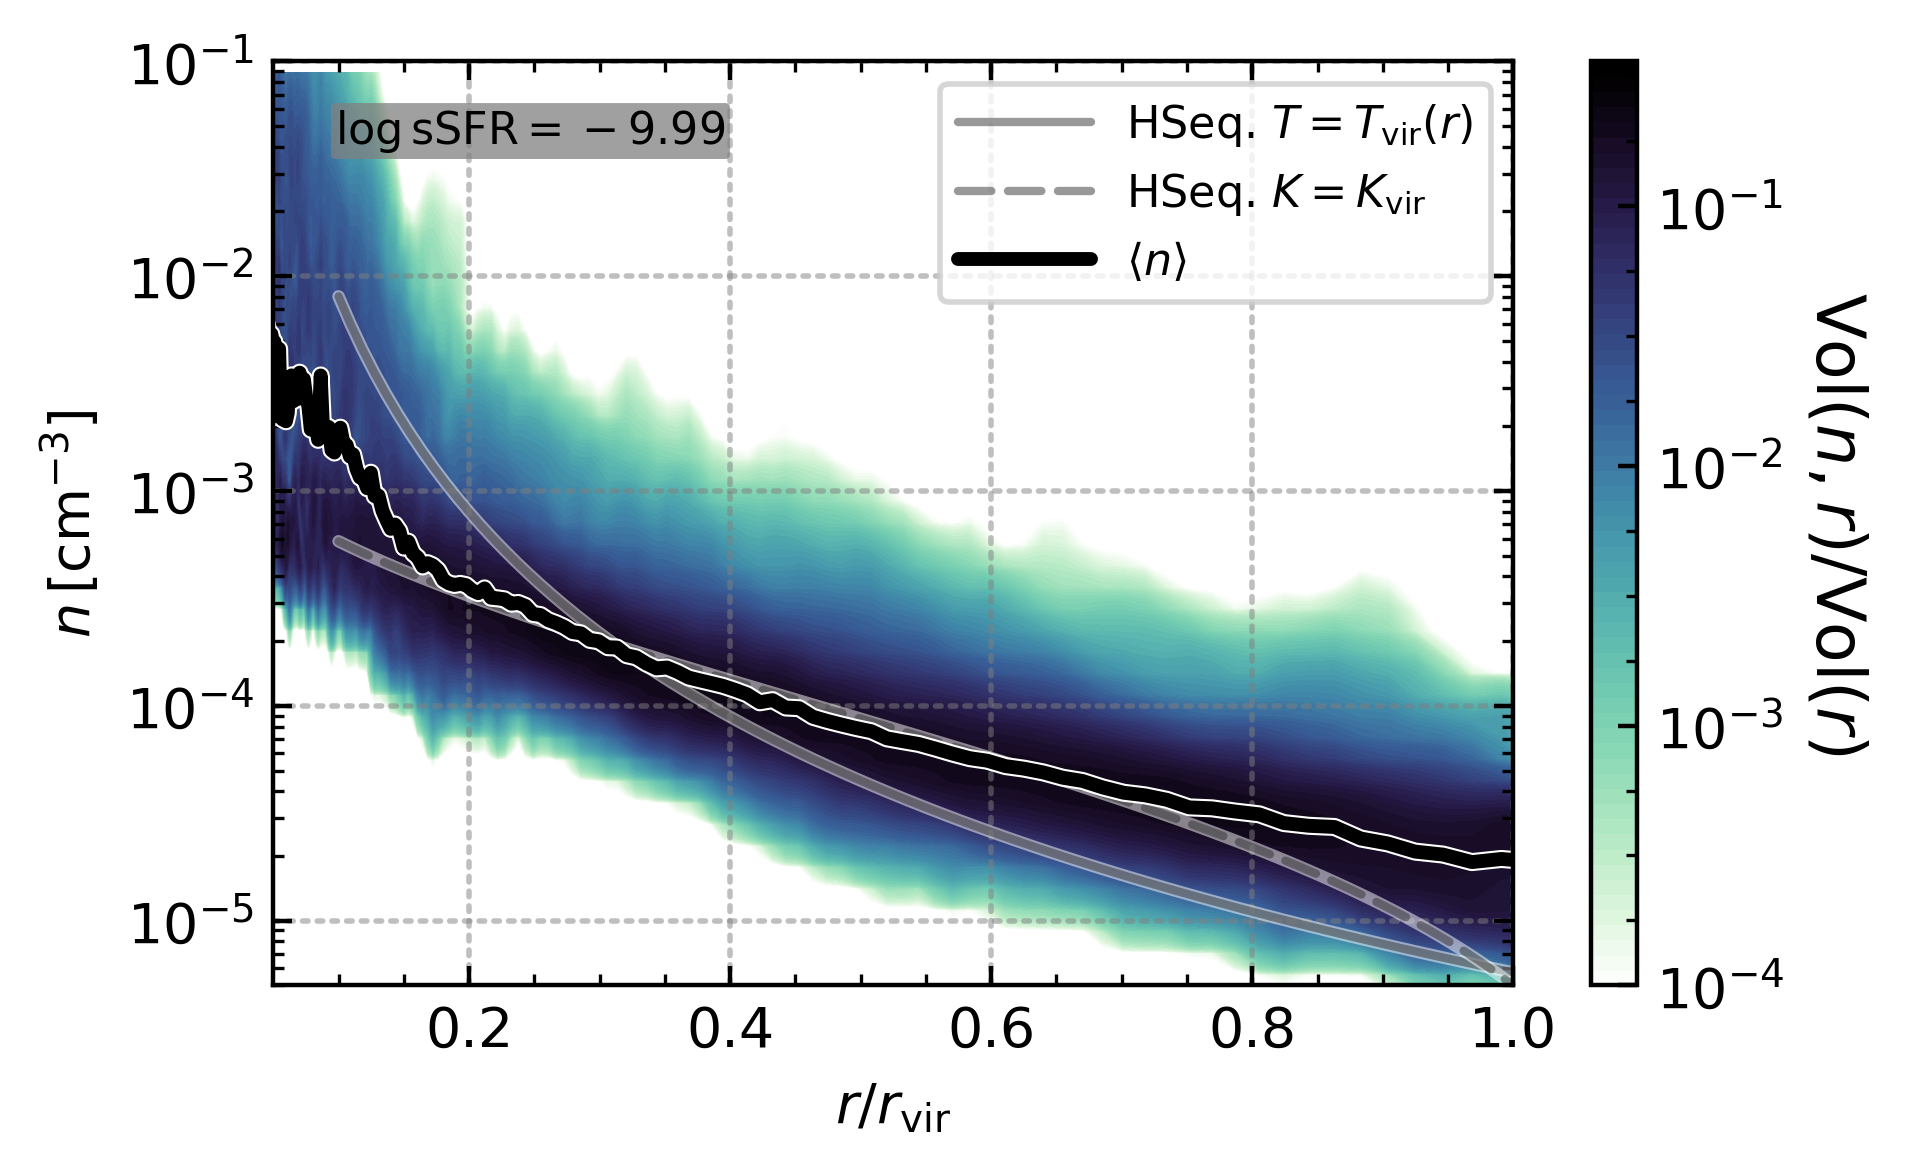 10⁻¹
10⁻²
10⁻³
10⁻⁴
10⁻⁵
n [cm⁻³]
log sSFR = −9.99
HSeq. T = T_vir(r)
HSeq. K = K_vir
⟨n⟩
0.2 0.4 0.6 0.8 1.0
r/r_vir
10⁻¹
10⁻²
10⁻³
10⁻⁴
Vol(n, r)/Vol(r)